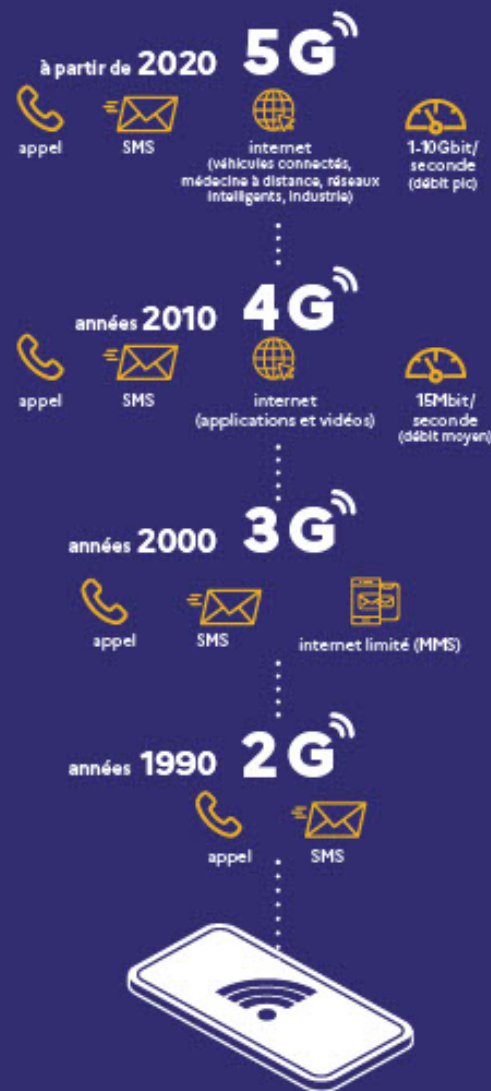 à partir de 2020 5G
appel
SMS
internet
(véhicules connectés,
médecine à distance, réseaux
intelligents, industrie)
1-10Gbit/
seconde
(débit pic)
années 2010 4G
appel
SMS
internet
(applications et vidéos)
15Mbit/
seconde
(débit moyen)
années 2000 3G
appel
SMS
internet limité (MMS)
années 1990 2G
appel
SMS